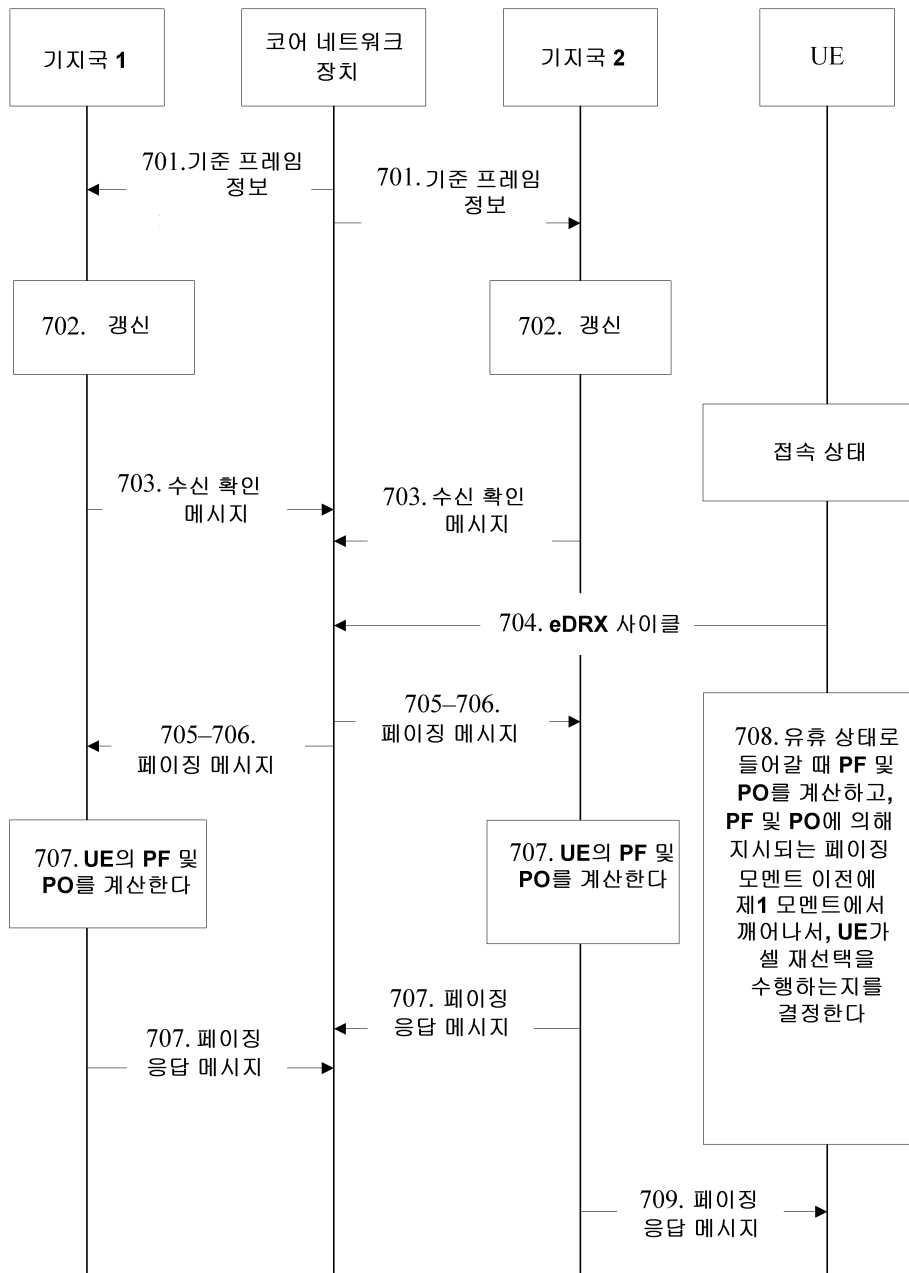 기지국 1
코어 네트워크
장치
기지국 2
UE
701.기준 프레임
정보
701.기준 프레임
정보
702. 갱신
702. 갱신
접속 상태
703. 수신 확인
메시지
703. 수신 확인
메시지
704. eDRX 사이클
705–706.
페이징 메시지
705–706.
페이징 메시지
707. UE의 PF 및
PO를 계산한다
707. UE의 PF 및
PO를 계산한다
708. 유휴 상태로
들어갈 때 PF 및
PO를 계산하고,
PF 및 PO에 의해
지시되는 페이징
모멘트 이전에
제1 모멘트에서
깨어나서, UE가
셀 재선택을
수행하는지를
결정한다
707. 페이징
응답 메시지
707. 페이징
응답 메시지
709. 페이징
응답 메시지